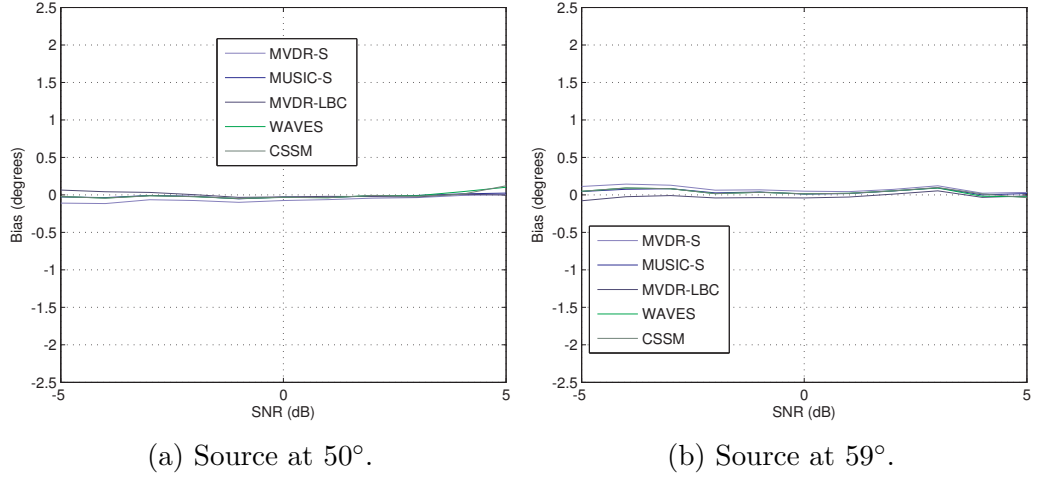 2.5
2
1.5
1
0.5
0
-0.5
-1
-1.5
-2
-2.5
Bias (degrees)
MVDR-S
MUSIC-S
MVDR-LBC
WAVES
CSSM
-5 0 5
SNR (dB)
(a) Source at 50°.
2.5
2
1.5
1
0.5
0
-0.5
-1
-1.5
-2
-2.5
Bias (degrees)
MVDR-S
MUSIC-S
MVDR-LBC
WAVES
CSSM
-5 0 5
SNR (dB)
(b) Source at 59°.